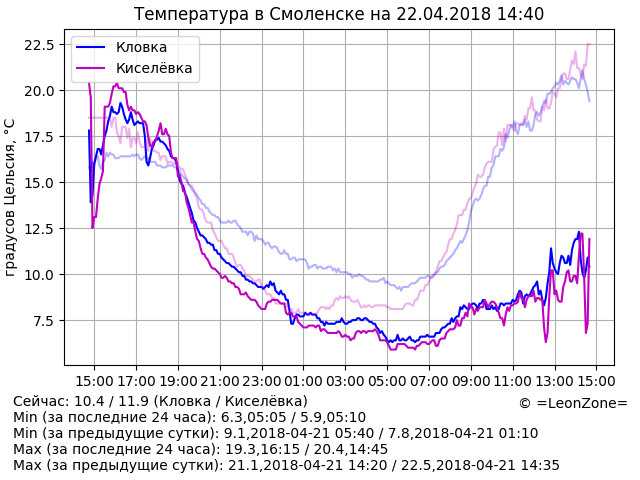 Температура в Смоленске на 22.04.2018 14:40
Кловка
Киселёвка
градусов Цельсия, °C
22.5
20.0
17.5
15.0
12.5
10.0
7.5
15:00 17:00 19:00 21:00 23:00 01:00 03:00 05:00 07:00 09:00 11:00 13:00 15:00
Сейчас: 10.4 / 11.9 (Кловка / Киселёвка)
© =LeonZone=
Min (за последние 24 часа): 6.3,05:05 / 5.9,05:10
Min (за предыдущие сутки): 9.1,2018-04-21 05:40 / 7.8,2018-04-21 01:10
Max (за последние 24 часа): 19.3,16:15 / 20.4,14:45
Max (за предыдущие сутки): 21.1,2018-04-21 14:20 / 22.5,2018-04-21 14:35